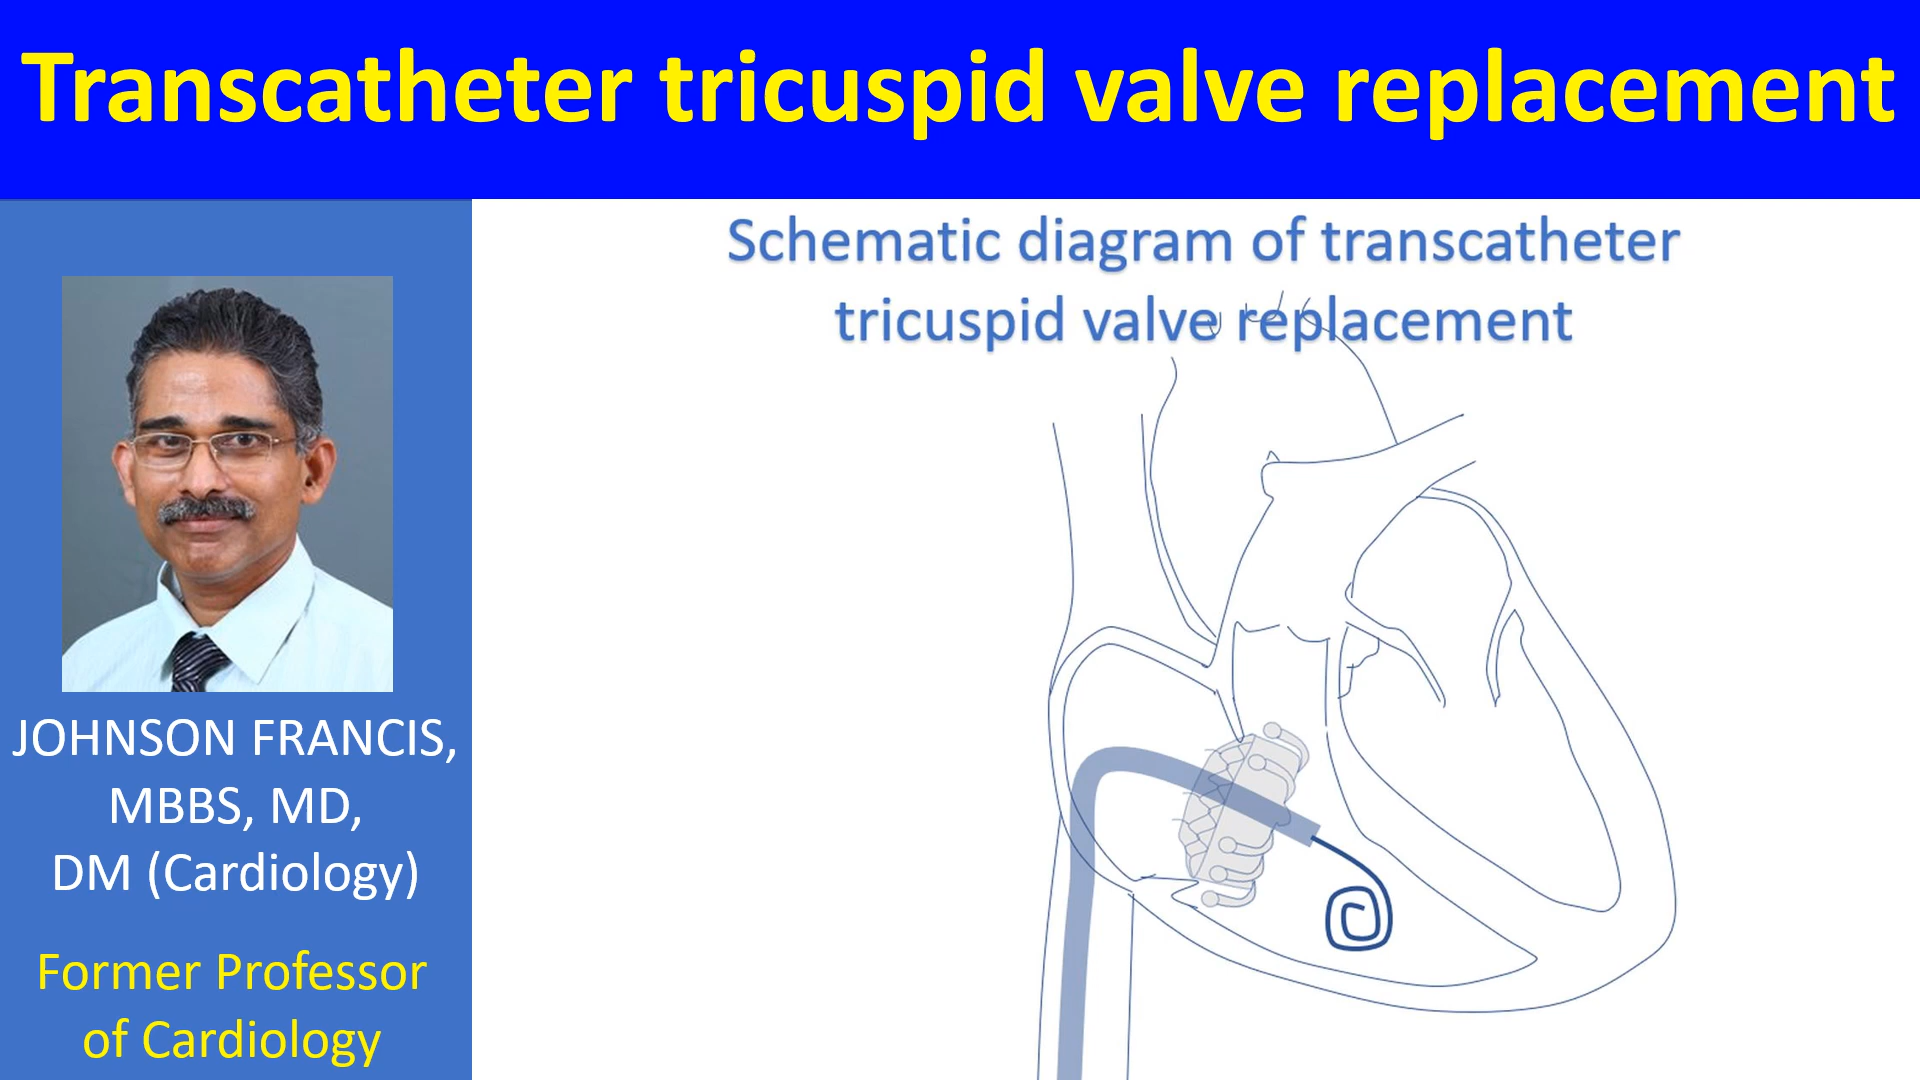 Transcatheter tricuspid valve replacement
Schematic diagram of transcatheter
tricuspid valve replacement
JOHNSON FRANCIS,
MBBS, MD,
DM (Cardiology)
Former Professor
of Cardiology